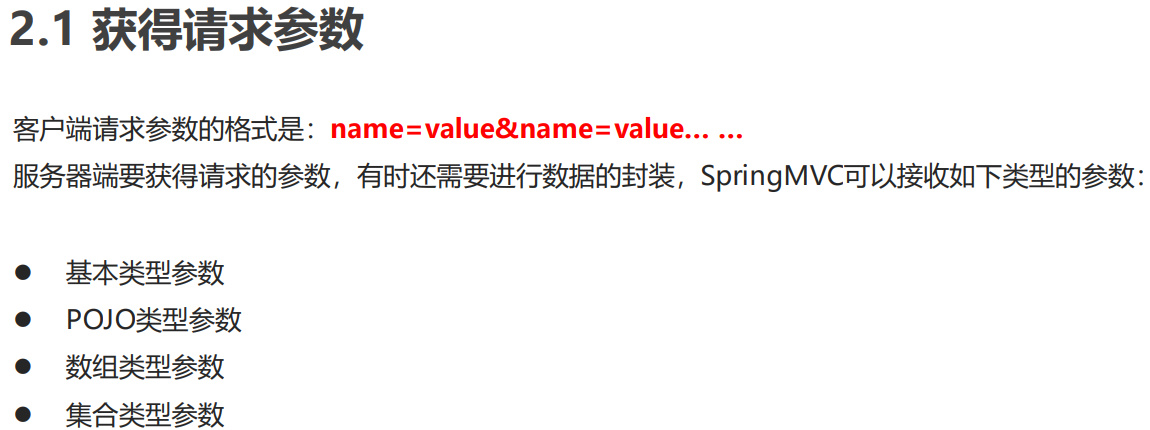 2.1 获得请求参数
客户端请求参数的格式是：name=value&name=value… …
服务器端要获得请求的参数，有时还需要进行数据的封装，SpringMVC可以接收如下类型的参数：
● 基本类型参数
● POJO类型参数
● 数组类型参数
● 集合类型参数